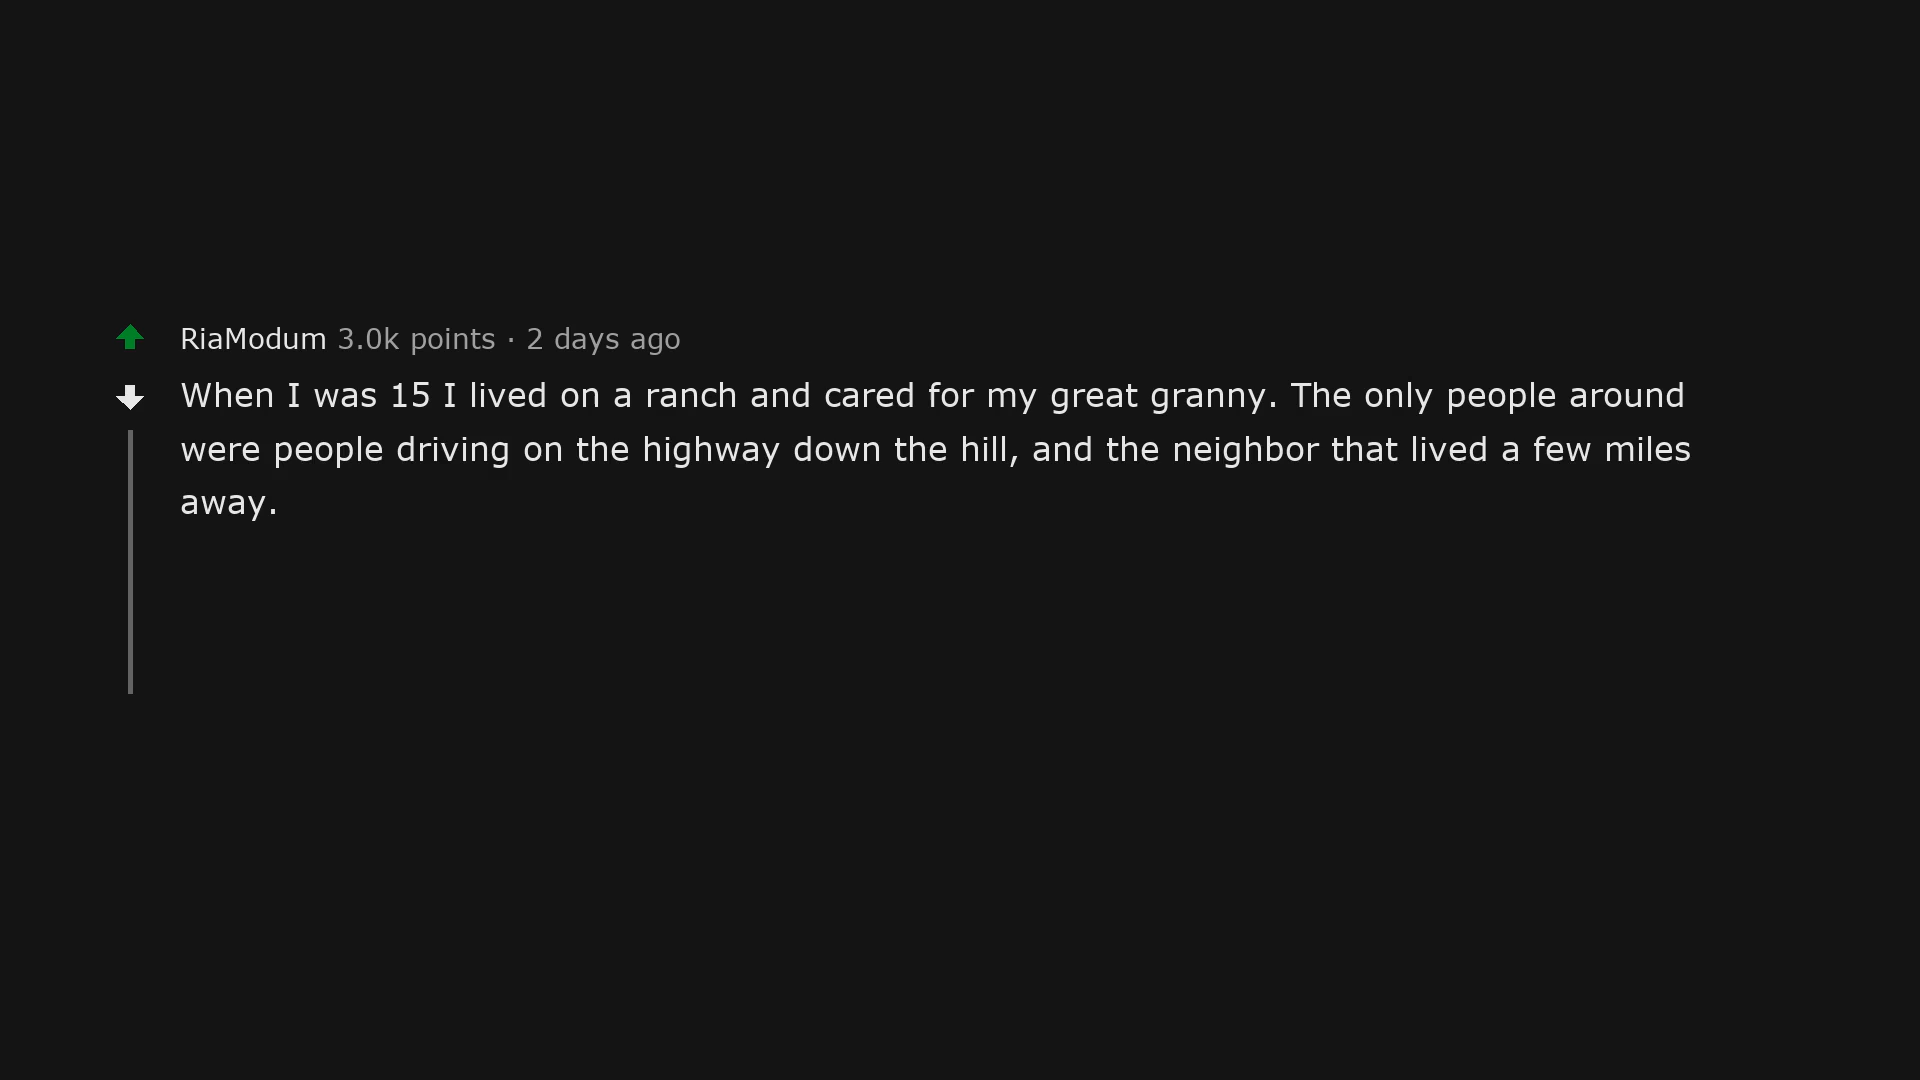 RiaModum 3.0k points · 2 days ago
When I was 15 I lived on a ranch and cared for my great granny. The only people around
were people driving on the highway down the hill, and the neighbor that lived a few miles
away.